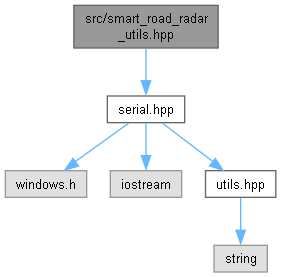 src/smart_road_radar
_utils.hpp
serial.hpp
windows.h
iostream
utils.hpp
string